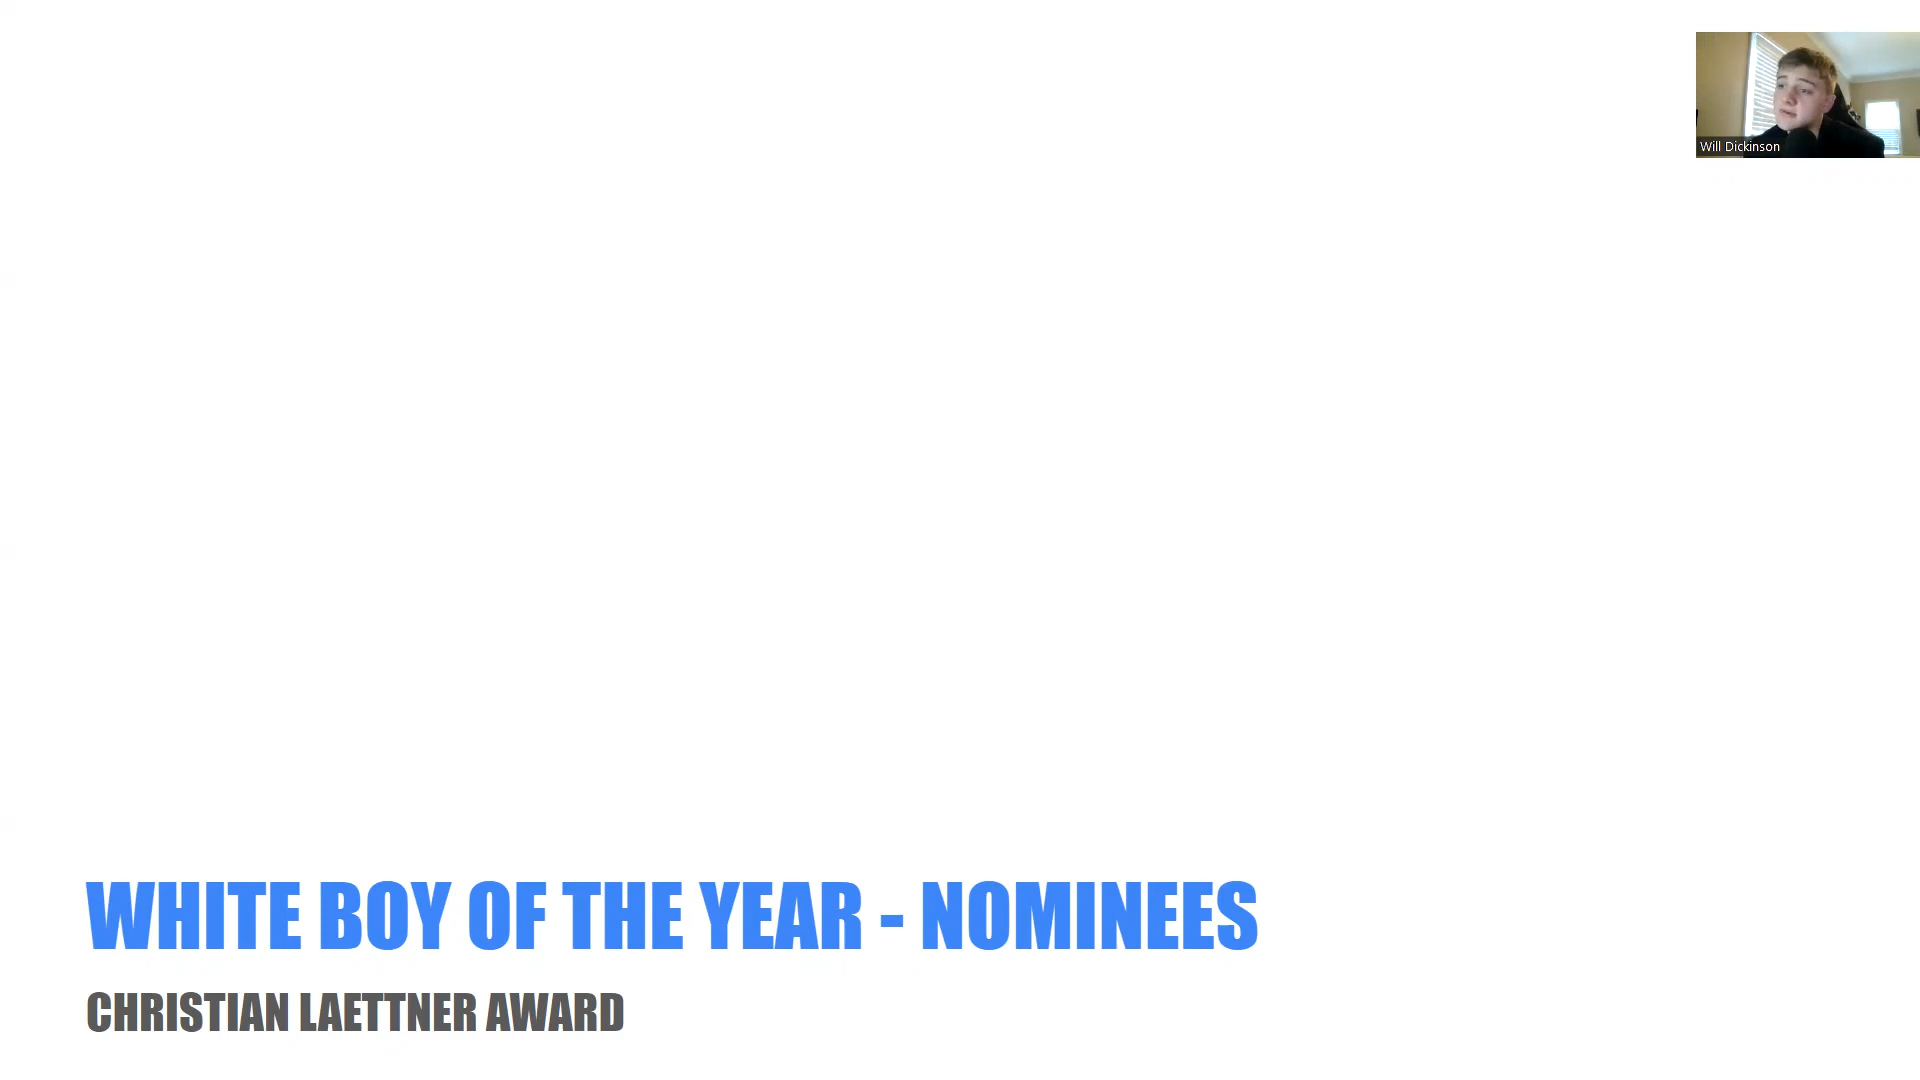 Will Dickinson
WHITE BOY OF THE YEAR - NOMINEES
CHRISTIAN LAETTNER AWARD